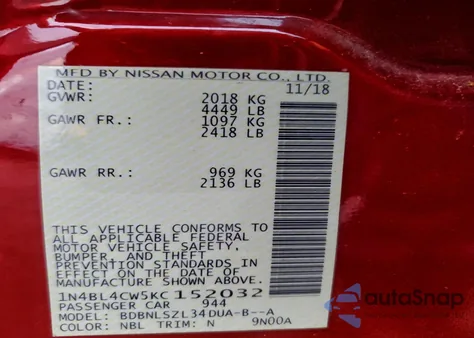 MFD BY NISSAN MOTOR CO., LTD.
DATE: 11/18
GVWR: 2018 KG
4449 LB
GAWR FR.: 1097 KG
2418 LB
GAWR RR.: 969 KG
2136 LB
THIS VEHICLE CONFORMS TO
ALL APPLICABLE FEDERAL
MOTOR VEHICLE SAFETY,
BUMPER, AND THEFT
PREVENTION STANDARDS IN
EFFECT ON THE DATE OF
MANUFACTURE SHOWN ABOVE.
1N4BL4CW5KC152032
PASSENGER CAR 944
MODEL: BDBNLSZL34DUA-B--A
COLOR: NBL TRIM: N 9N00A
autoSnap